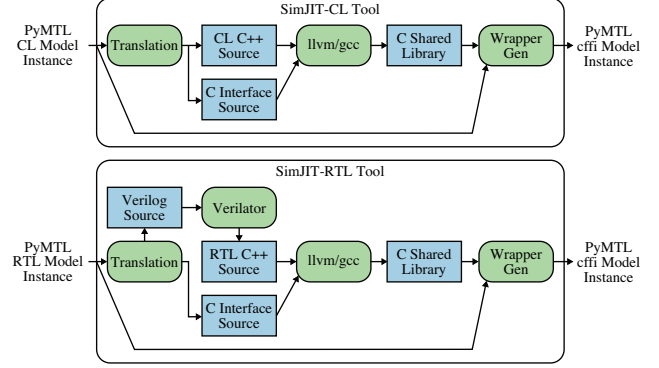 SimJIT-CL Tool
PyMTL
CL Model
Instance
Translation
CL C++
Source
llvm/gcc
C Shared
Library
Wrapper
Gen
PyMTL
cffi Model
Instance
C Interface
Source
SimJIT-RTL Tool
Verilog
Source
Verilator
PyMTL
RTL Model
Instance
Translation
RTL C++
Source
llvm/gcc
C Shared
Library
Wrapper
Gen
PyMTL
cffi Model
Instance
C Interface
Source